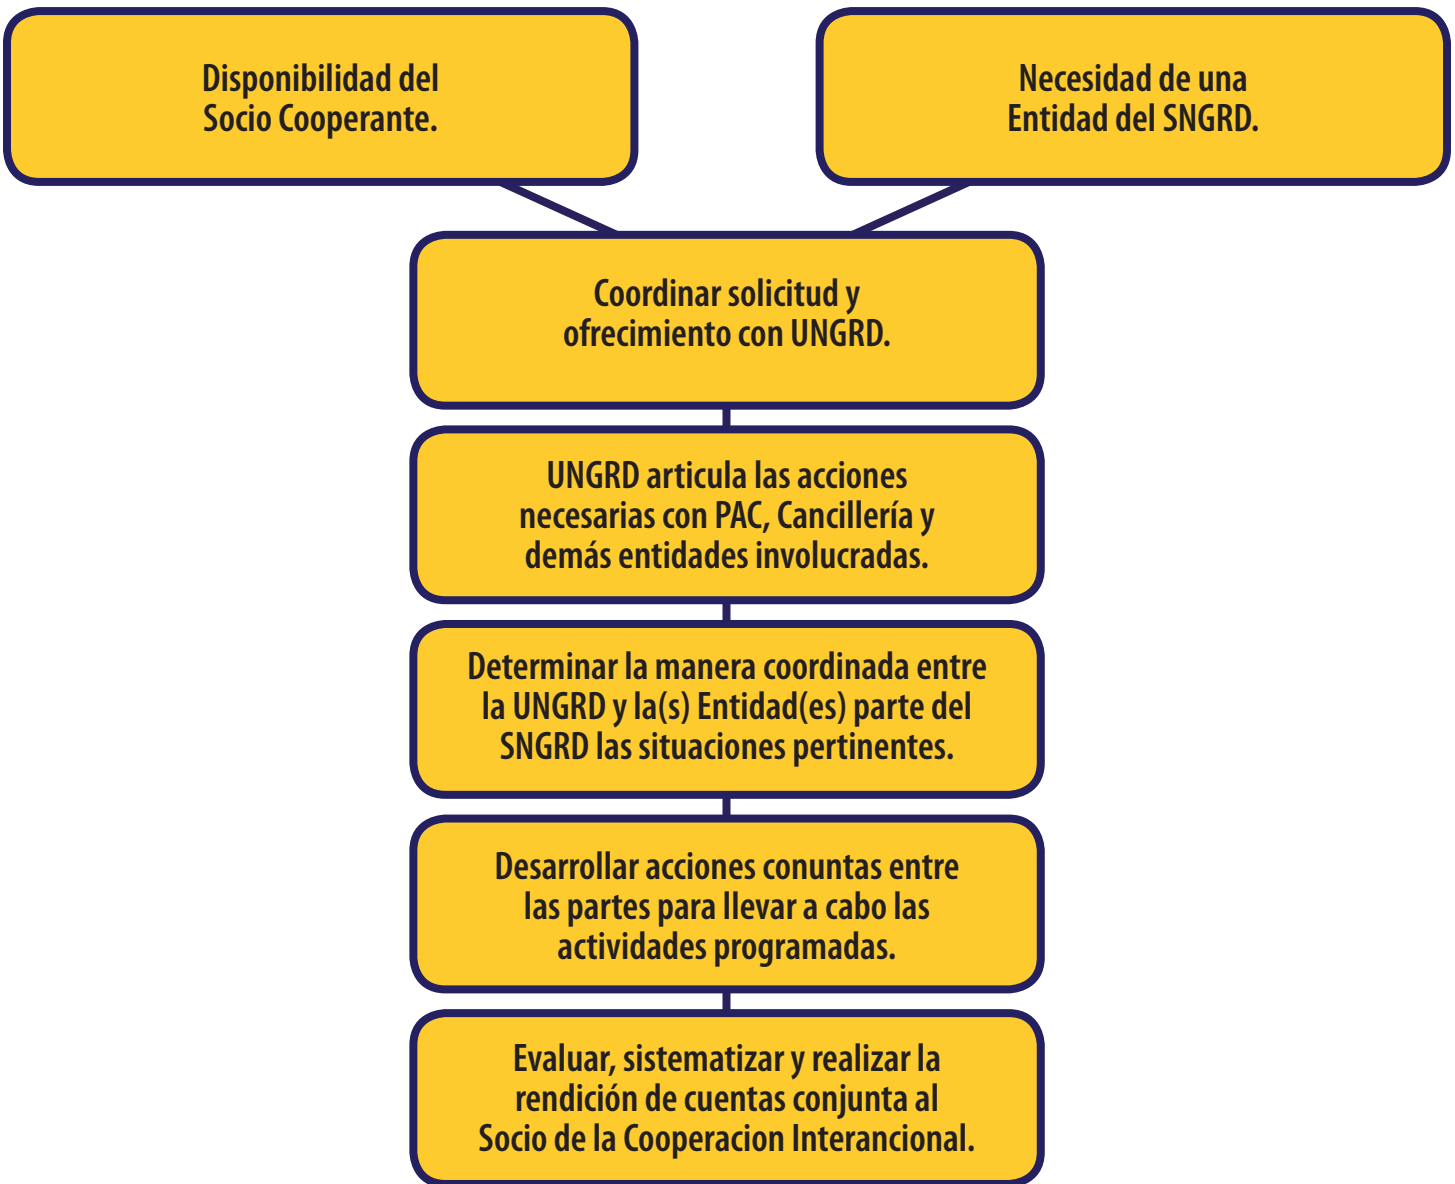 Disponibilidad del
Socio Cooperante.
Necesidad de una
Entidad del SNGRD.
Coordinar solicitud y
ofrecimiento con UNGRD.
UNGRD articula las acciones
necesarias con PAC, Cancillería y
demás entidades involucradas.
Determinar la manera coordinada entre
la UNGRD y la(s) Entidad(es) parte del
SNGRD las situaciones pertinentes.
Desarrollar acciones conuntas entre
las partes para llevar a cabo las
actividades programadas.
Evaluar, sistematizar y realizar la
rendición de cuentas conjunta al
Socio de la Cooperacion Interancional.